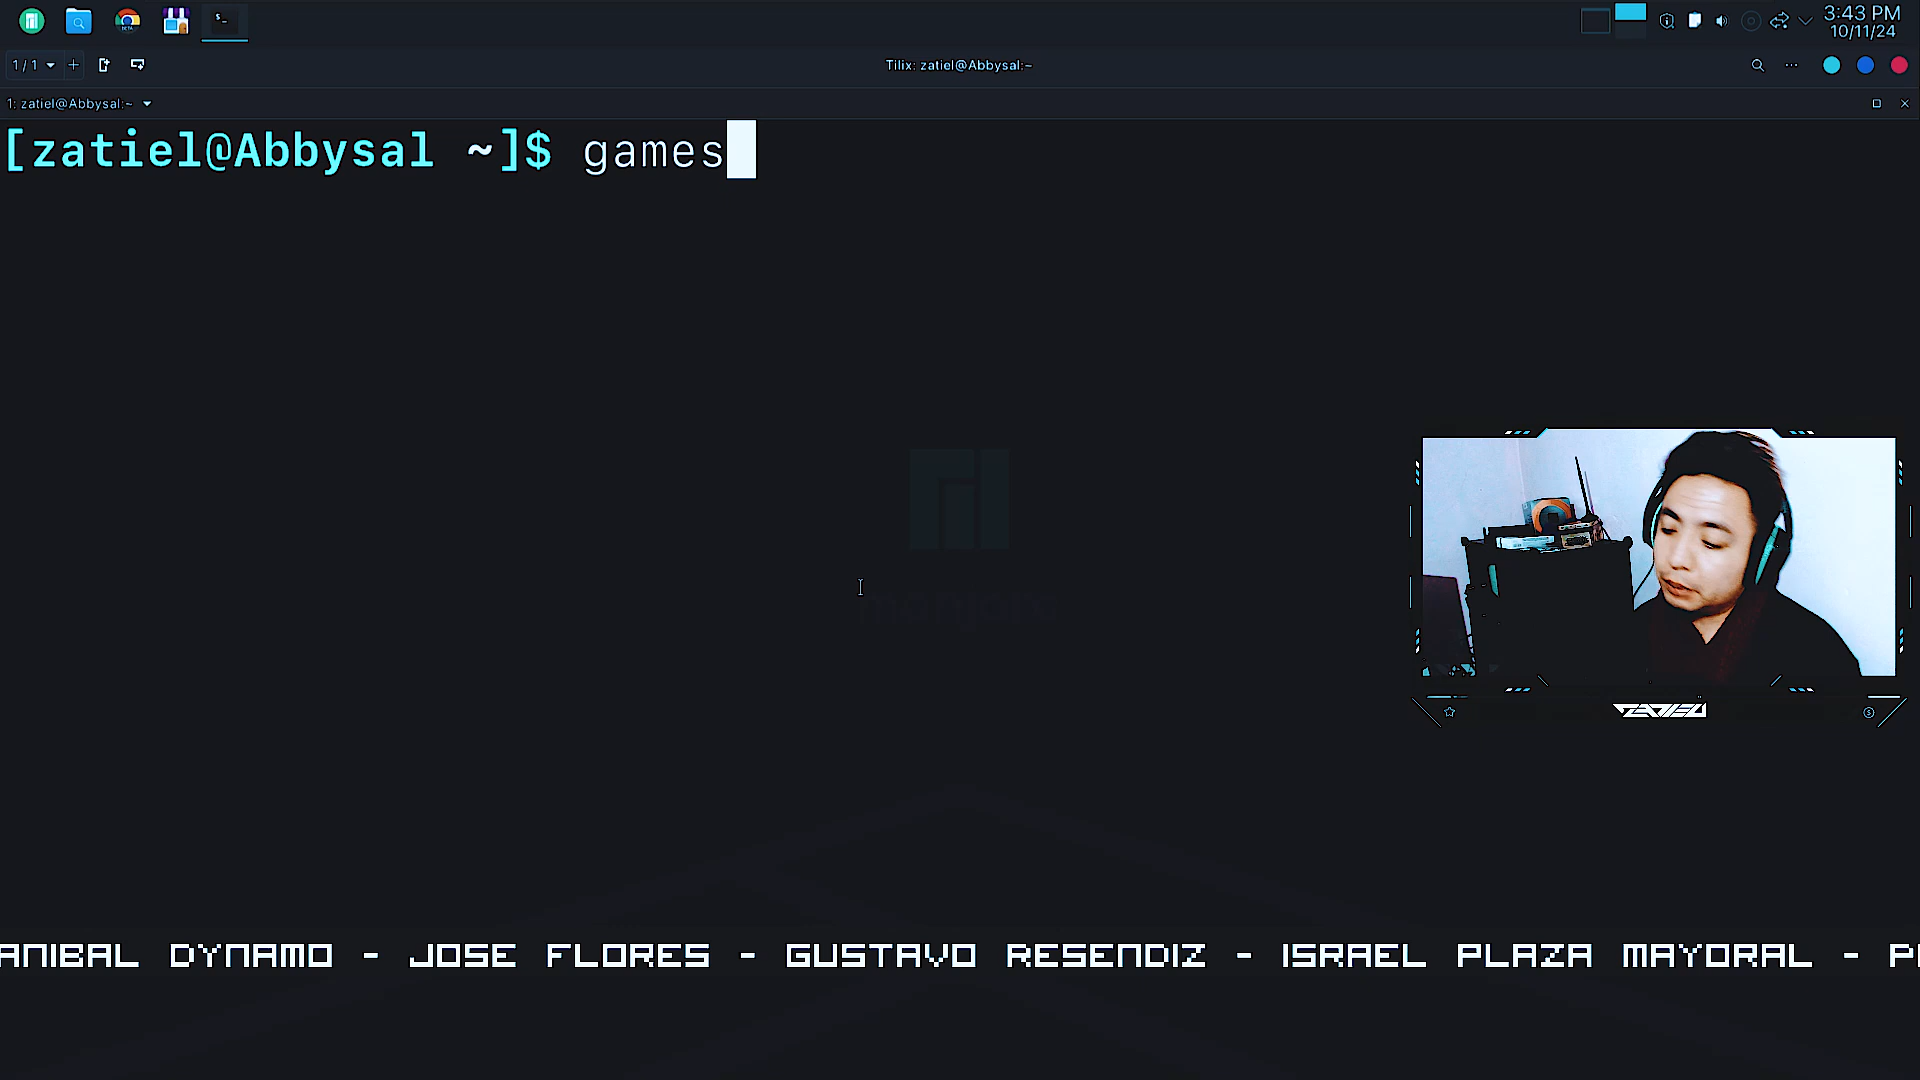 3:43 PM
10/11/24
1 / 1
Tilix: zatiel@Abbysal:~
1: zatiel@Abbysal:~
[zatiel@Abbysal ~]$ games
ZATIEL
ANIBAL DYNAMO - JOSE FLORES - GUSTAVO RESENDIZ - ISRAEL PLAZA MAYORAL -